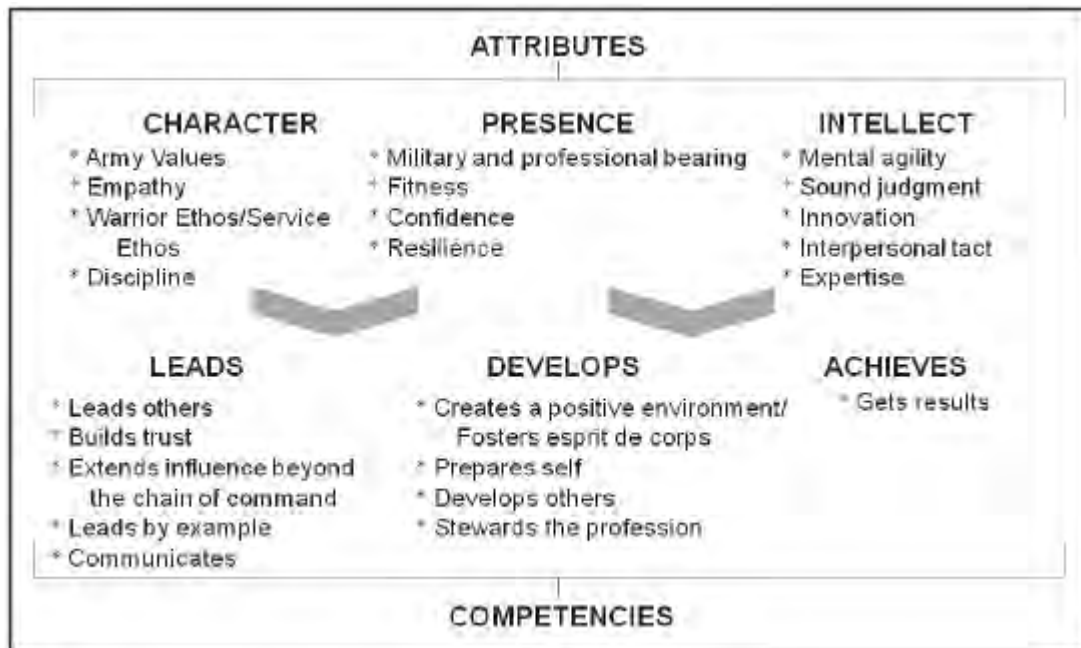 ATTRIBUTES
CHARACTER
* Army Values
* Empathy
* Warrior Ethos/Service
Ethos
* Discipline
PRESENCE
* Military and professional bearing
* Fitness
* Confidence
* Resilience
INTELLECT
* Mental agility
* Sound judgment
* Innovation
* Interpersonal tact
* Expertise
LEADS
* Leads others
* Builds trust
* Extends influence beyond
the chain of command
* Leads by example
* Communicates
DEVELOPS
* Creates a positive environment/
Fosters esprit de corps
* Prepares self
* Develops others
* Stewards the profession
ACHIEVES
* Gets results
COMPETENCIES